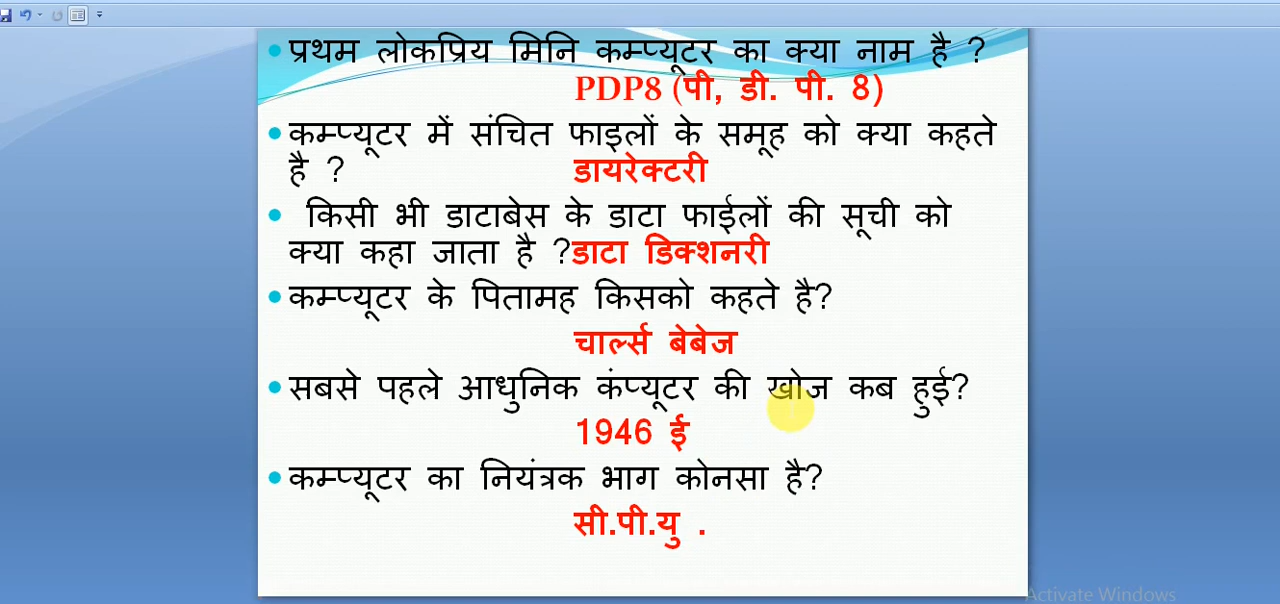 प्रथम लोकप्रिय मिनि कम्प्यूटर का क्या नाम है ?
PDP8 (पी, डी. पी. 8)
कम्प्यूटर में संचित फाइलों के समूह को क्या कहते
है ? डायरेक्टरी
किसी भी डाटाबेस के डाटा फाईलों की सूची को
क्या कहा जाता है ?डाटा डिक्शनरी
कम्प्यूटर के पितामह किसको कहते है?
चार्ल्स बेबेज
सबसे पहले आधुनिक कंप्यूटर की खोज कब हुई?
1946 ई
कम्प्यूटर का नियंत्रक भाग कोनसा है?
सी.पी.यु .
Activate Windows